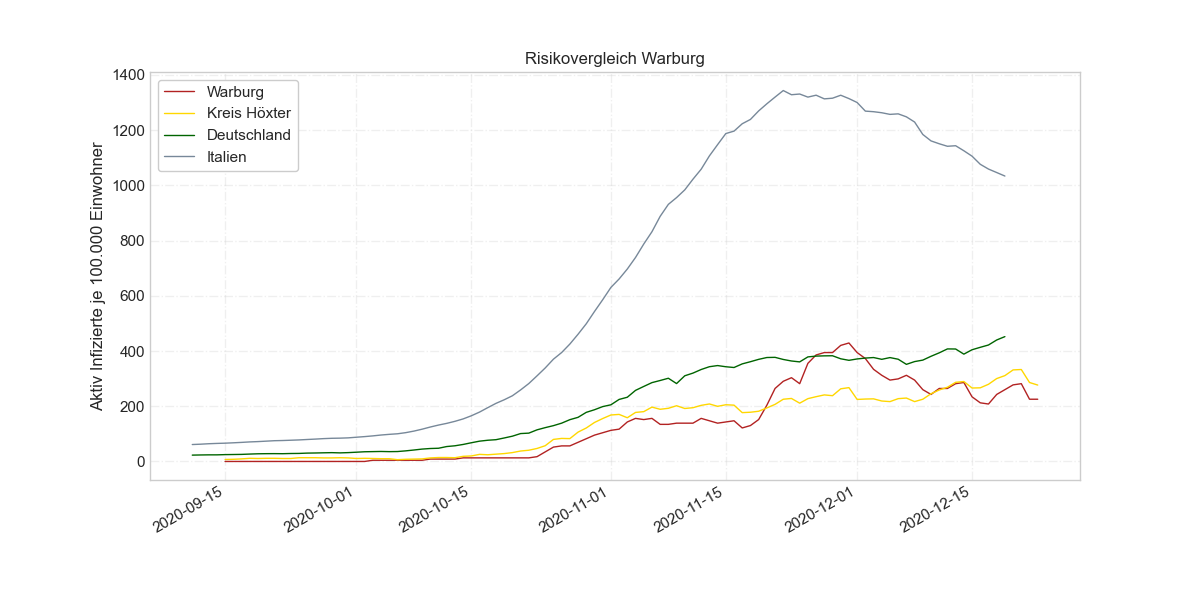 Risikovergleich Warburg
Aktiv Infizierte je 100.000 Einwohner
1400
1200
1000
800
600
400
200
0
Warburg
Kreis Höxter
Deutschland
Italien
2020-09-15
2020-10-01
2020-10-15
2020-11-01
2020-11-15
2020-12-01
2020-12-15